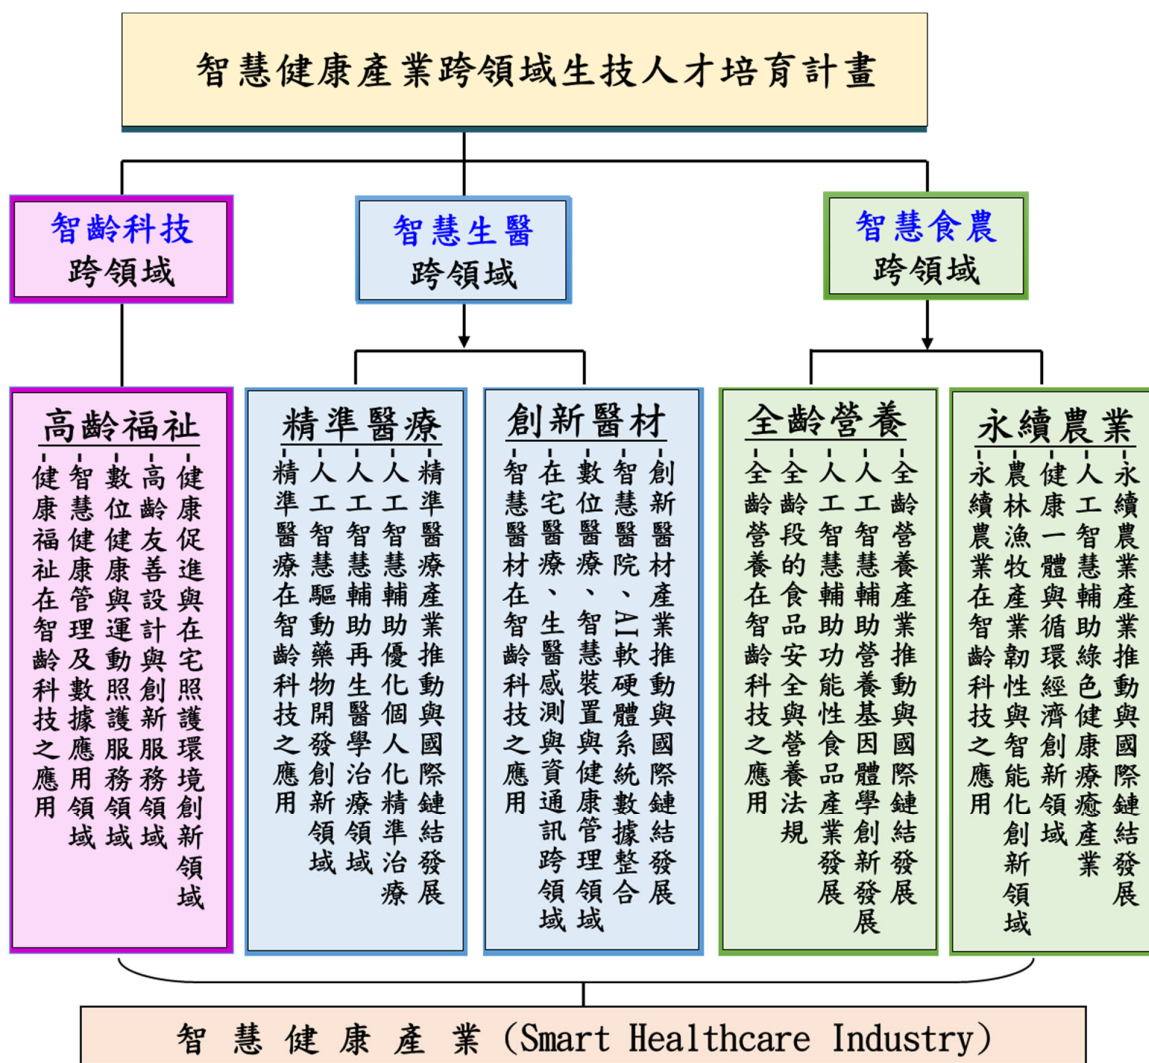 智慧健康產業跨領域生技人才培育計畫
智齡科技
跨領域
智慧生醫
跨領域
智慧食農
跨領域
高齡福祉
健康促進與在宅照護環境創新領域
高齡友善設計與創新服務領域
數位健康與運動照護服務領域
智慧健康管理及數據應用領域
健康福祉在智齡科技之應用
精準醫療
精準醫療產業推動與國際鏈結發展
人工智慧輔助優化個人化精準治療
人工智慧輔助再生醫學治療領域
人工智慧驅動藥物開發創新領域
精準醫療在智齡科技之應用
創新醫材
創新醫材產業推動與國際鏈結發展
智慧醫院、AI軟硬體系統數據整合
數位醫療、智慧裝置與健康管理領域
在宅醫療、生醫感測與資通訊跨領域
智慧醫材在智齡科技之應用
全齡營養
全齡營養產業推動與國際鏈結發展
人工智慧輔助營養基因體學創新發展
人工智慧輔助功能性食品產業發展
全齡段的食品安全與營養法規
全齡營養在智齡科技之應用
永續農業
永續農業產業推動與國際鏈結發展
人工智慧輔助綠色健康療癒產業
健康一體與循環經濟創新領域
農林漁牧產業韌性與智能化創新領域
永續農業在智齡科技之應用
智慧健康產業(Smart Healthcare Industry)